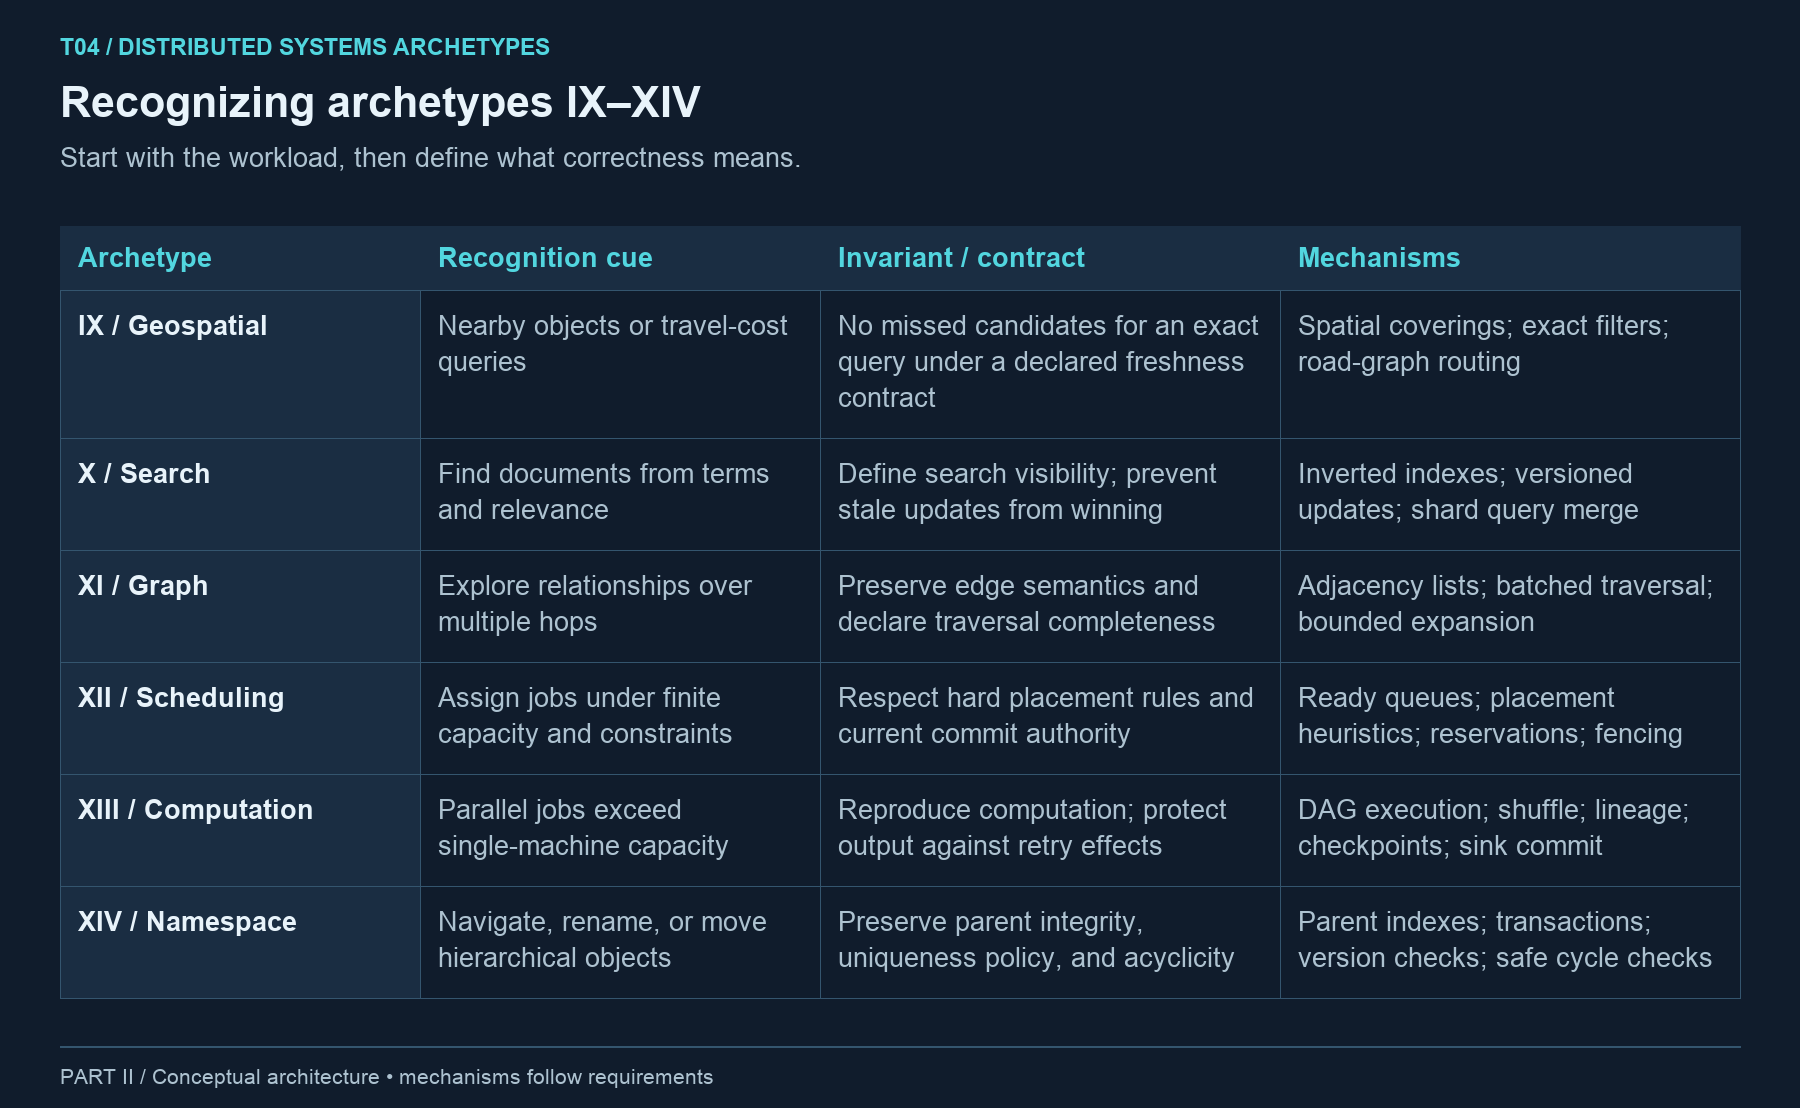 T04 / DISTRIBUTED SYSTEMS ARCHETYPES
Recognizing archetypes IX–XIV
Start with the workload, then define what correctness means.
Archetype
Recognition cue
Invariant / contract
Mechanisms
IX / Geospatial
Nearby objects or travel-cost
queries
No missed candidates for an exact
query under a declared freshness
contract
Spatial coverings; exact filters;
road-graph routing
X / Search
Find documents from terms
and relevance
Define search visibility; prevent
stale updates from winning
Inverted indexes; versioned
updates; shard query merge
XI / Graph
Explore relationships over
multiple hops
Preserve edge semantics and
declare traversal completeness
Adjacency lists; batched traversal;
bounded expansion
XII / Scheduling
Assign jobs under finite
capacity and constraints
Respect hard placement rules and
current commit authority
Ready queues; placement
heuristics; reservations; fencing
XIII / Computation
Parallel jobs exceed
single-machine capacity
Reproduce computation; protect
output against retry effects
DAG execution; shuffle; lineage;
checkpoints; sink commit
XIV / Namespace
Navigate, rename, or move
hierarchical objects
Preserve parent integrity,
uniqueness policy, and acyclicity
Parent indexes; transactions;
version checks; safe cycle checks
PART II / Conceptual architecture • mechanisms follow requirements